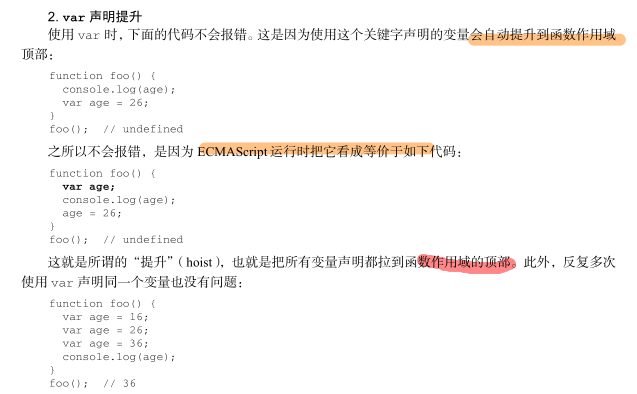 2. var 声明提升
使用 var 时，下面的代码不会报错。这是因为使用这个关键字声明的变量会自动提升到函数作用域
顶部：
function foo() {
  console.log(age);
  var age = 26;
}
foo();  // undefined
之所以不会报错，是因为 ECMAScript 运行时把它看成等价于如下代码：
function foo() {
  var age;
  console.log(age);
  age = 26;
}
foo();  // undefined
这就是所谓的“提升”（hoist），也就是把所有变量声明都拉到函数作用域的顶部。此外，反复多次
使用 var 声明同一个变量也没有问题：
function foo() {
  var age = 16;
  var age = 26;
  var age = 36;
  console.log(age);
}
foo();  // 36